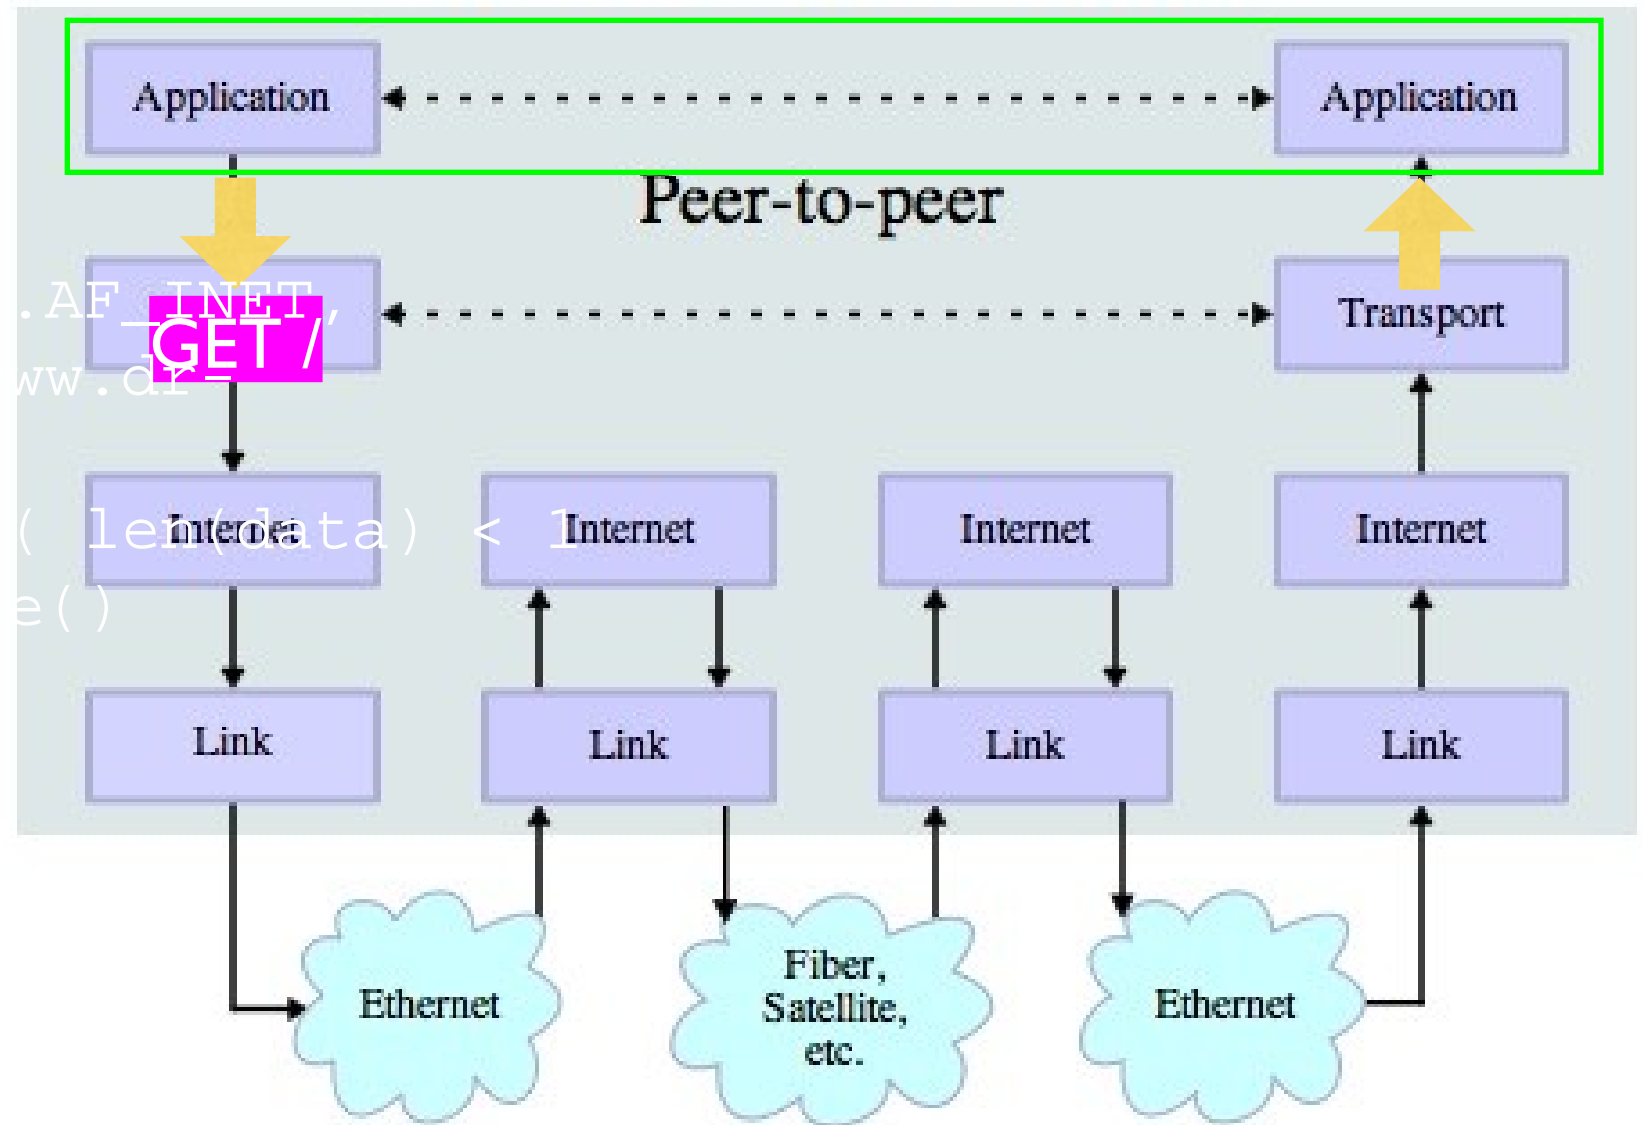 Application
Application
Peer-to-peer
.AF_INET,
GET /
ww.dr-
Transport
Internet
Internet
Internet
Internet
( len(data) < 1
e()
Link
Link
Link
Link
Ethernet
Fiber,
Satellite,
etc.
Ethernet